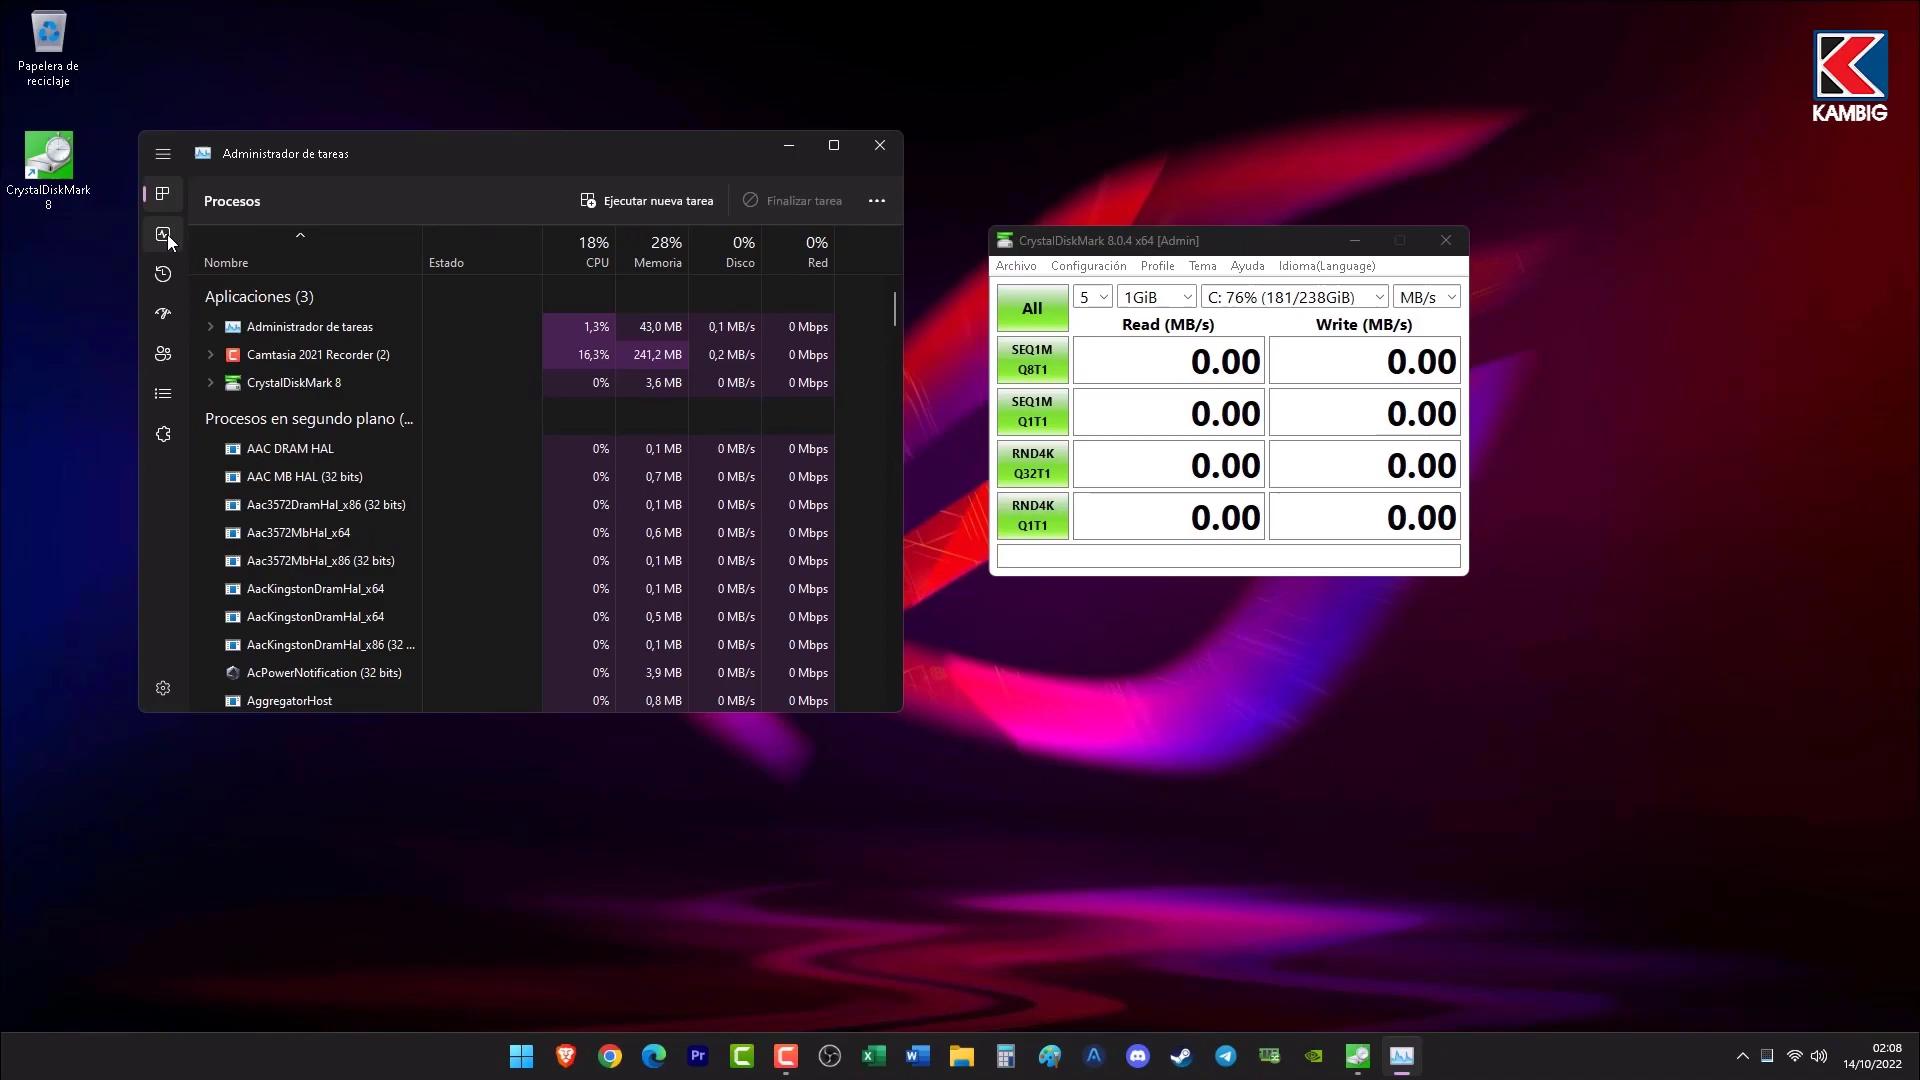 Papelera de
reciclaje
CrystalDiskMark
8
KAMBIG
Administrador de tareas
Procesos
Ejecutar nueva tarea
Finalizar tarea
Nombre
Estado
18%
CPU
28%
Memoria
0%
Disco
0%
Red
Aplicaciones (3)
Administrador de tareas 1,3% 43,0 MB 0,1 MB/s 0 Mbps
Camtasia 2021 Recorder (2) 16,3% 241,2 MB 0,2 MB/s 0 Mbps
CrystalDiskMark 8 0% 3,6 MB 0 MB/s 0 Mbps
Procesos en segundo plano (...
AAC DRAM HAL 0% 0,1 MB 0 MB/s 0 Mbps
AAC MB HAL (32 bits) 0% 0,7 MB 0 MB/s 0 Mbps
Aac3572DramHal_x86 (32 bits) 0% 0,1 MB 0 MB/s 0 Mbps
Aac3572MbHal_x64 0% 0,6 MB 0 MB/s 0 Mbps
Aac3572MbHal_x86 (32 bits) 0% 0,1 MB 0 MB/s 0 Mbps
AacKingstonDramHal_x64 0% 0,1 MB 0 MB/s 0 Mbps
AacKingstonDramHal_x64 0% 0,5 MB 0 MB/s 0 Mbps
AacKingstonDramHal_x86 (32 ... 0% 0,1 MB 0 MB/s 0 Mbps
AcPowerNotification (32 bits) 0% 3,9 MB 0 MB/s 0 Mbps
AggregatorHost 0% 0,8 MB 0 MB/s 0 Mbps
CrystalDiskMark 8.0.4 x64 [Admin]
Archivo Configuración Profile Tema Ayuda Idioma(Language)
All 5 1GiB C: 76% (181/238GiB) MB/s
Read (MB/s) Write (MB/s)
SEQ1M
Q8T1 0.00 0.00
SEQ1M
Q1T1 0.00 0.00
RND4K
Q32T1 0.00 0.00
RND4K
Q1T1 0.00 0.00
Pr
02:08
14/10/2022